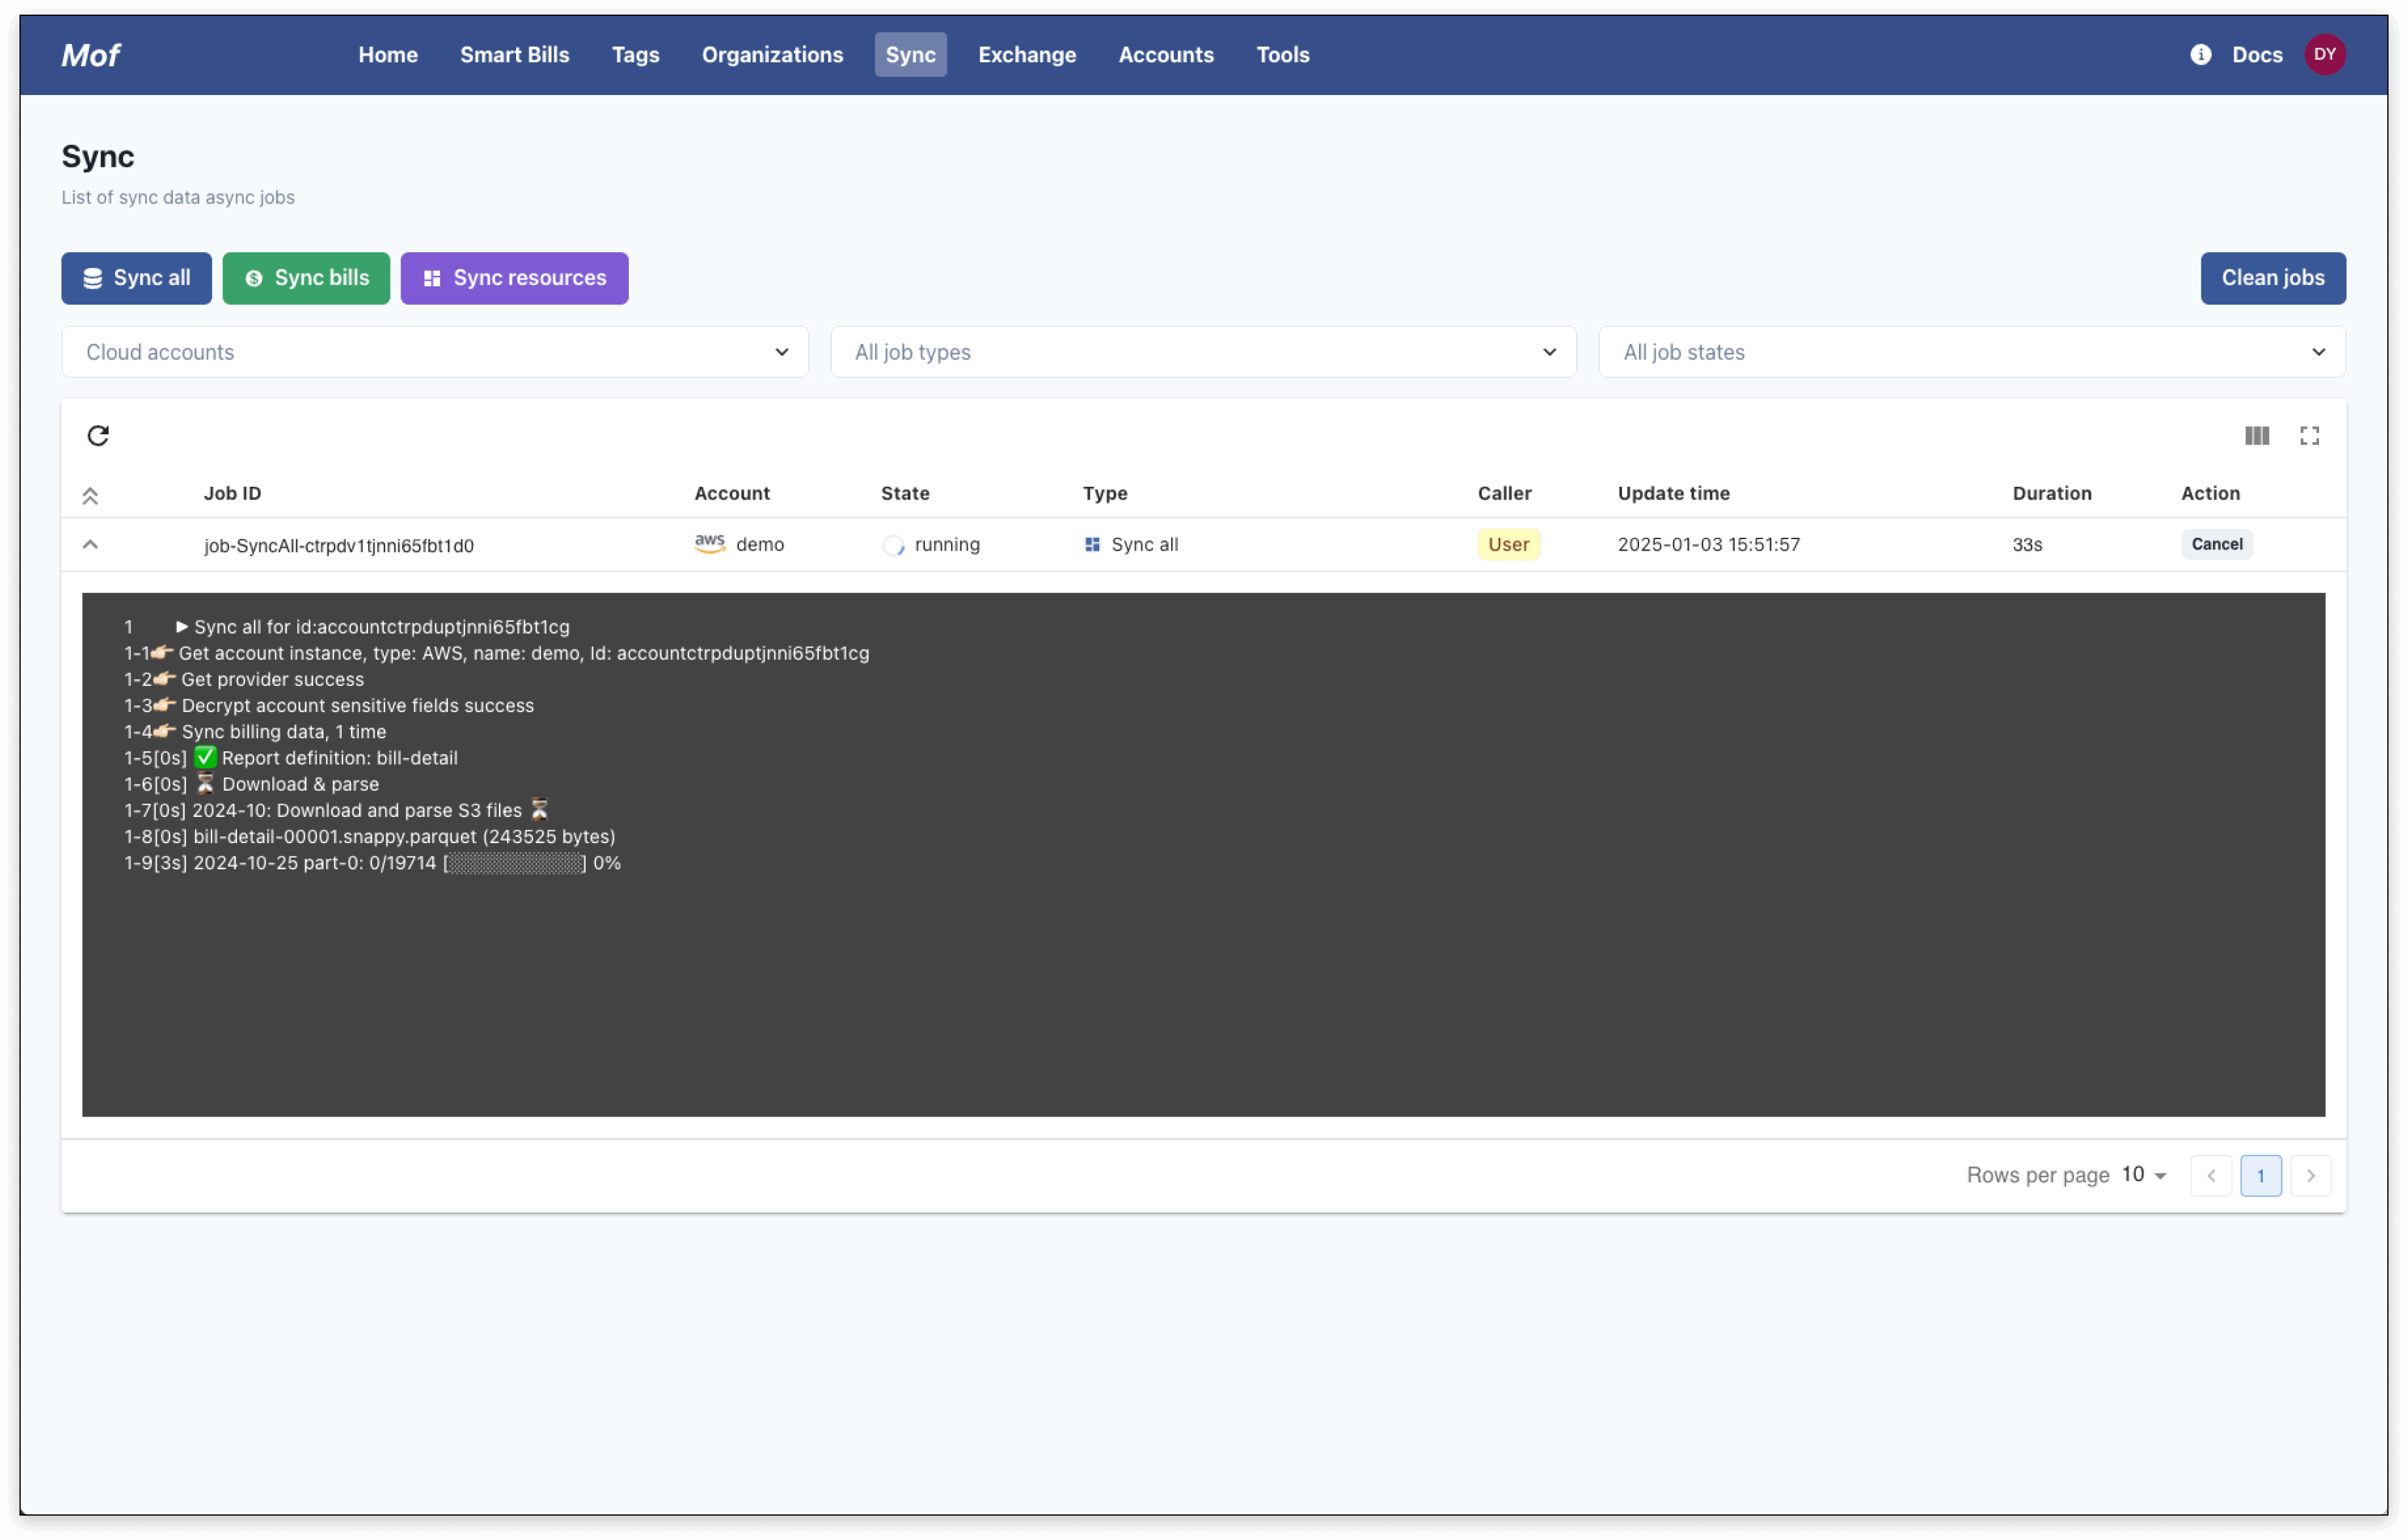 Mof Home Smart Bills Tags Organizations Sync Exchange Accounts Tools Docs DY
Sync
List of sync data async jobs
Sync all Sync bills Sync resources Clean jobs
Cloud accounts All job types All job states
Job ID Account State Type Caller Update time Duration Action
job-SyncAll-ctrpdv1tjnni65fbt1d0 aws demo running Sync all User 2025-01-03 15:51:57 33s Cancel
1 ▶ Sync all for id:accountctrpduptjnni65fbt1cg
1-1👉🏻 Get account instance, type: AWS, name: demo, Id: accountctrpduptjnni65fbt1cg
1-2👉🏻 Get provider success
1-3👉🏻 Decrypt account sensitive fields success
1-4👉🏻 Sync billing data, 1 time
1-5[0s] ✅ Report definition: bill-detail
1-6[0s] ⏳ Download & parse
1-7[0s] 2024-10: Download and parse S3 files ⏳
1-8[0s] bill-detail-00001.snappy.parquet (243525 bytes)
1-9[3s] 2024-10-25 part-0: 0/19714 [░░░░░░░░░░] 0%
Rows per page 10 1